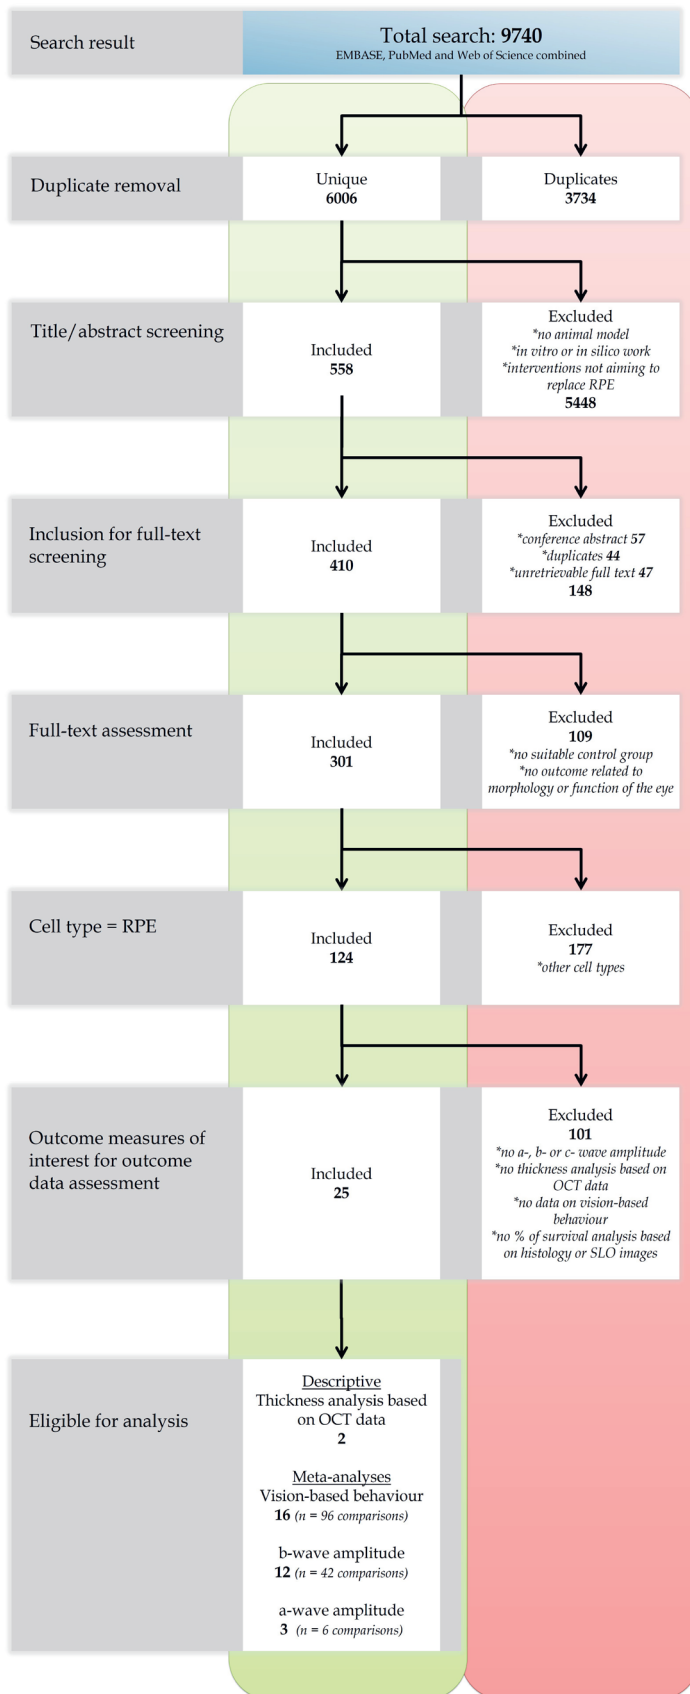 Search result
Total search: 9740
EMBASE, PubMed and Web of Science combined
Duplicate removal
Unique
6006
Duplicates
3734
Title/abstract screening
Included
558
Excluded
*no animal model
*in vitro or in silico work
*interventions not aiming to
replace RPE
5448
Inclusion for full-text
screening
Included
410
Excluded
*conference abstract 57
*duplicates 44
*unretrievable full text 47
148
Full-text assessment
Included
301
Excluded
109
*no suitable control group
*no outcome related to
morphology or function of the eye
Cell type = RPE
Included
124
Excluded
177
*other cell types
Outcome measures of
interest for outcome
data assessment
Included
25
Excluded
101
*no a-, b- or c- wave amplitude
*no thickness analysis based on
OCT data
*no data on vision-based
behaviour
*no % of survival analysis based
on histology or SLO images
Eligible for analysis
Descriptive
Thickness analysis based
on OCT data
2
Meta-analyses
Vision-based behaviour
16 (n = 96 comparisons)
b-wave amplitude
12 (n = 42 comparisons)
a-wave amplitude
3 (n = 6 comparisons)